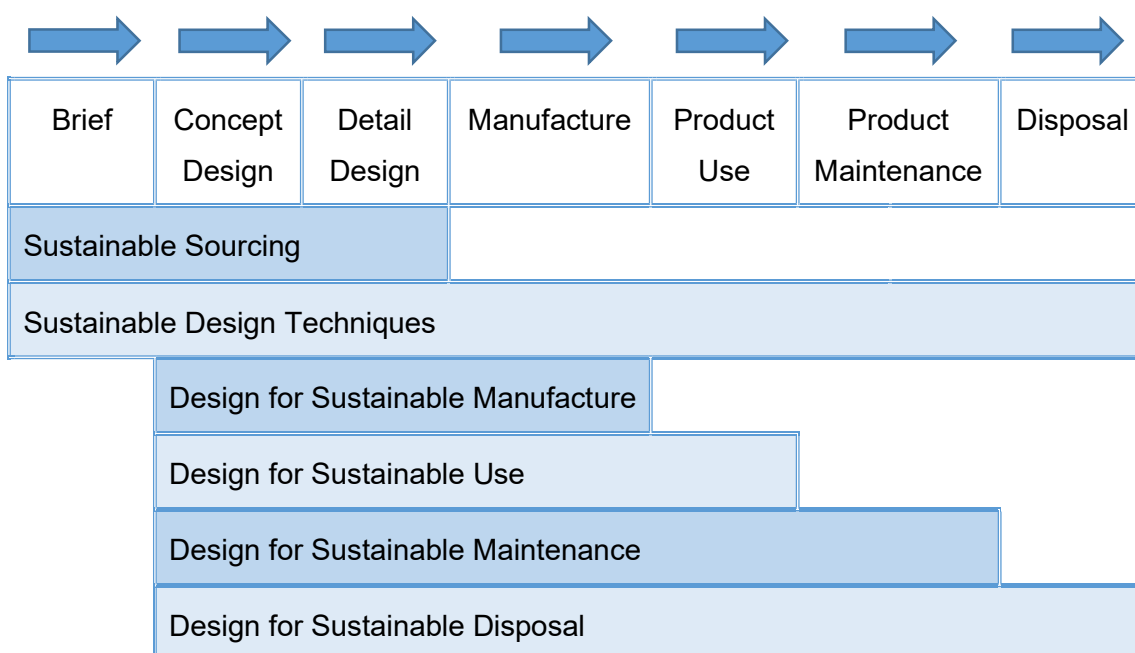 Brief
Concept
Design
Detail
Design
Manufacture
Product
Use
Product
Maintenance
Disposal
Sustainable Sourcing
Sustainable Design Techniques
Design for Sustainable Manufacture
Design for Sustainable Use
Design for Sustainable Maintenance
Design for Sustainable Disposal